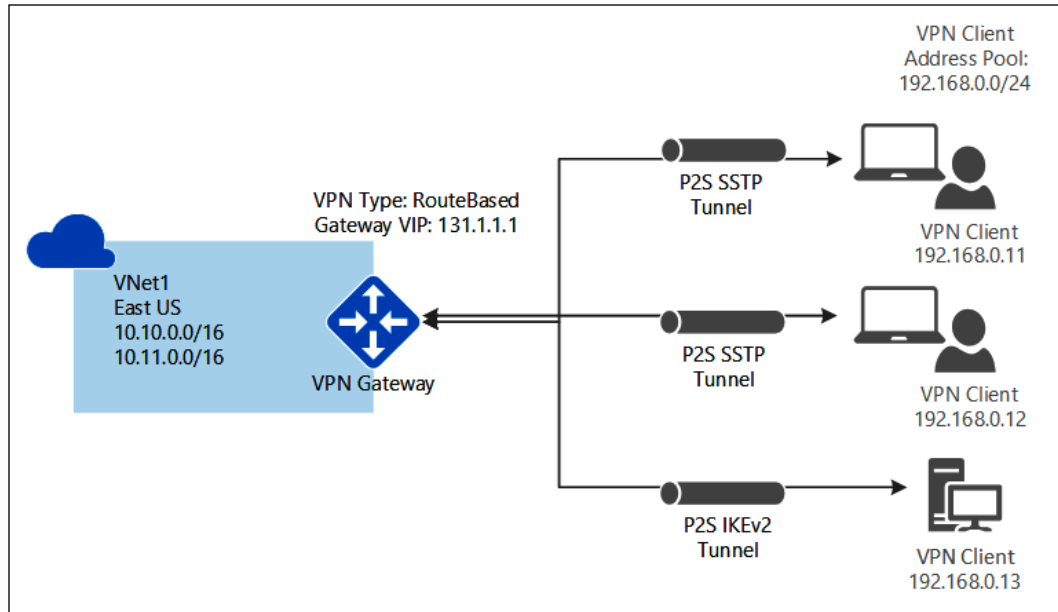 VPN Client
Address Pool:
192.168.0.0/24
P2S SSTP
Tunnel
VPN Type: RouteBased
Gateway VIP: 131.1.1.1
VPN Client
192.168.0.11
VNet1
East US
10.10.0.0/16
10.11.0.0/16
VPN Gateway
P2S SSTP
Tunnel
VPN Client
192.168.0.12
P2S IKEv2
Tunnel
VPN Client
192.168.0.13